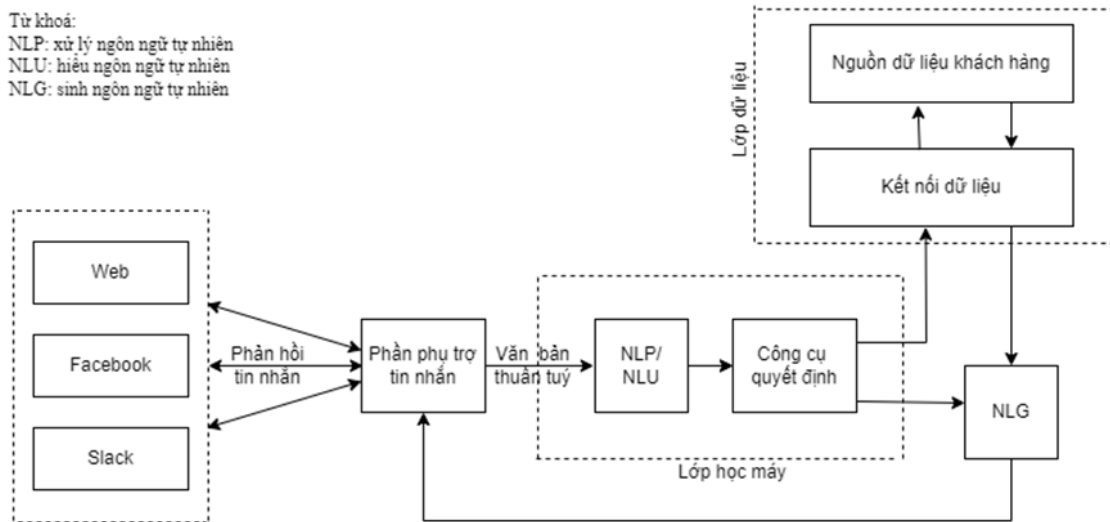 Từ khoá:
NLP: xử lý ngôn ngữ tự nhiên
NLU: hiểu ngôn ngữ tự nhiên
NLG: sinh ngôn ngữ tự nhiên
Nguồn dữ liệu khách hàng
Lớp dữ liệu
Kết nối dữ liệu
Web
Facebook
Slack
Phản hồi
tin nhắn
Phần phụ trợ
tin nhắn
Văn bản
thuần tuý
NLP/
NLU
Công cụ
quyết định
NLG
Lớp học máy